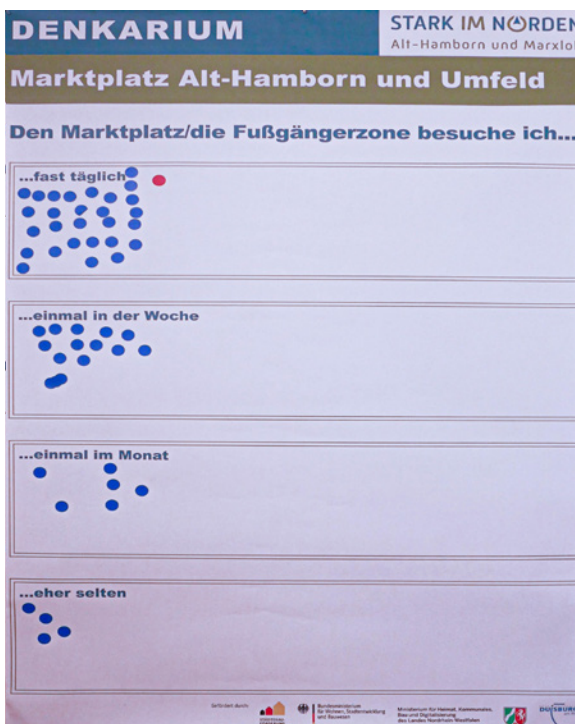 DENKARIUM
STARK IM NORDEN
Alt-Hamborn und Marxloh
Marktplatz Alt-Hamborn und Umfeld
Den Marktplatz/die Fußgängerzone besuche ich...
...fast täglich
...einmal in der Woche
...einmal im Monat
...eher selten
Gefördert durch:
Bundesministerium
für Wohnen, Stadtentwicklung
und Bauwesen
Ministerium für Heimat, Kommunales,
Bau und Digitalisierung
des Landes Nordrhein-Westfalen
DUISBURG